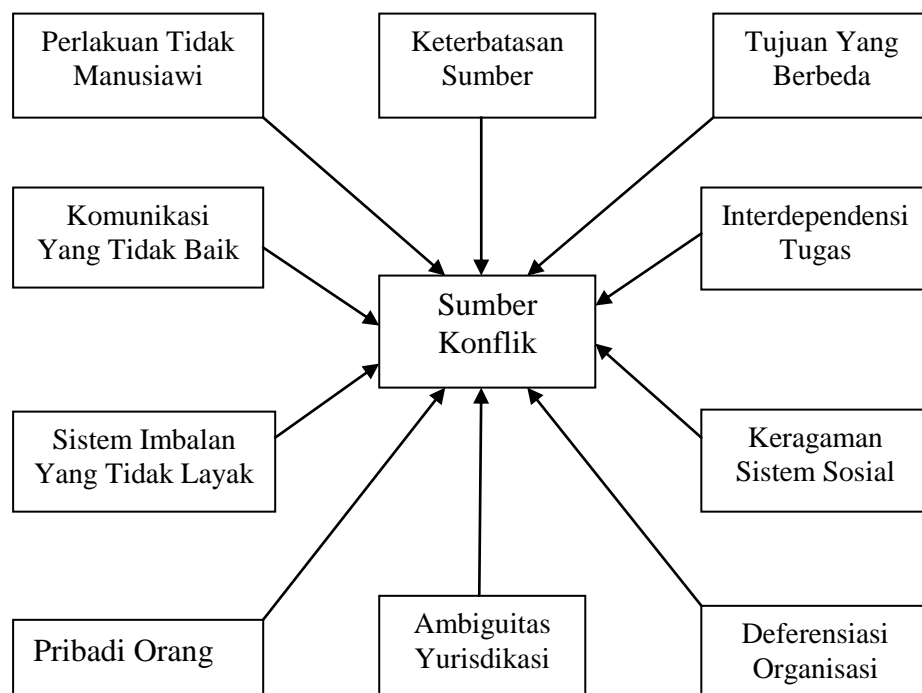 Perlakuan Tidak
Manusiawi
Keterbatasan
Sumber
Tujuan Yang
Berbeda
Komunikasi
Yang Tidak Baik
Interdependensi
Tugas
Sumber
Konflik
Sistem Imbalan
Yang Tidak Layak
Keragaman
Sistem Sosial
Pribadi Orang
Ambiguitas
Yurisdikasi
Deferensiasi
Organisasi